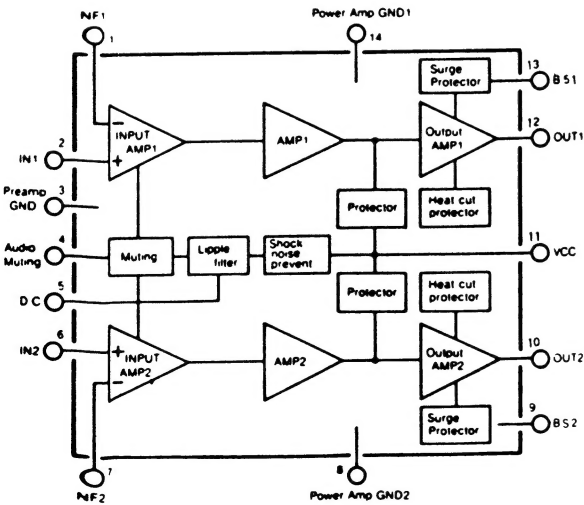 NF1
1
Power Amp GND1
14
Surge
Protector
13
BS1
2
IN1
INPUT
AMP1
AMP1
Output
AMP1
12
OUT1
Preamp
GND
3
Protector
Heat cut
protector
Audio
Muting
4
Muting
Lipple
filter
Shock
noise
prevent
11
VCC
DC
5
Protector
Heat cut
protector
6
IN2
INPUT
AMP2
AMP2
Output
AMP2
10
OUT2
Surge
Protector
9
BS2
7
NF2
8
Power Amp GND2